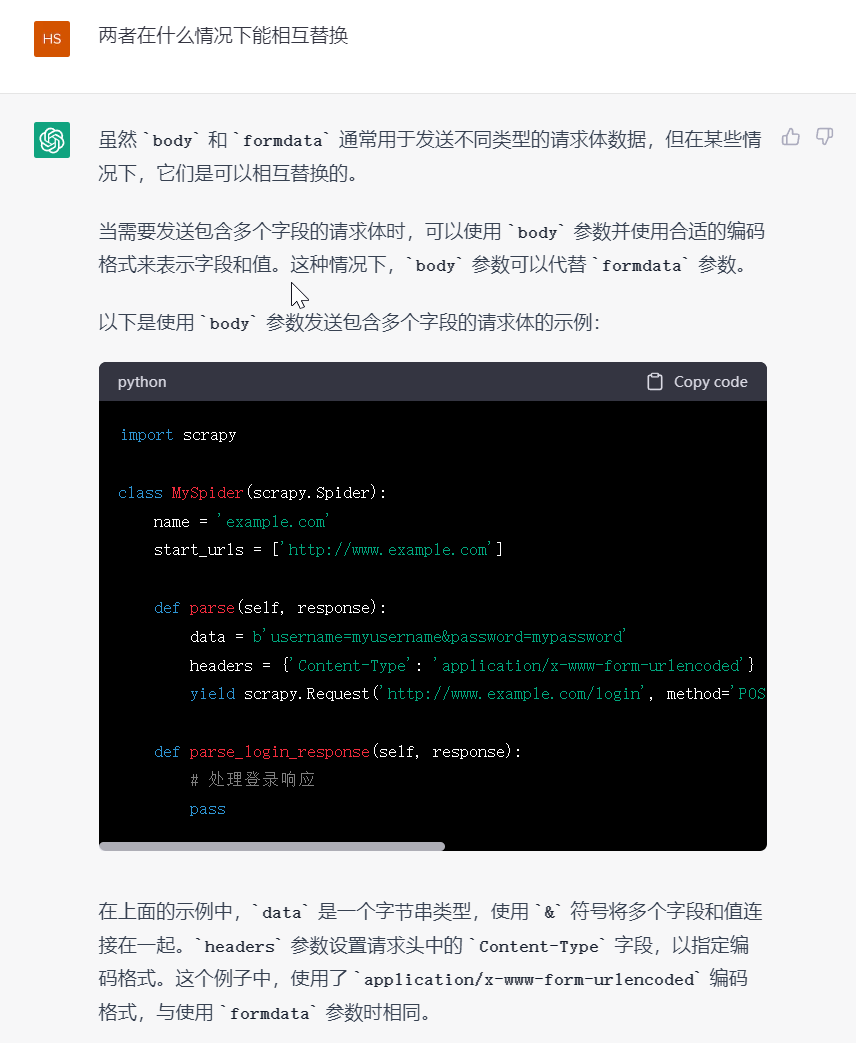 HS
两者在什么情况下能相互替换
虽然 `body` 和 `formdata` 通常用于发送不同类型的请求体数据，但在某些情
况下，它们是可以相互替换的。
当需要发送包含多个字段的请求体时，可以使用 `body` 参数并使用合适的编码
格式来表示字段和值。这种情况下，`body` 参数可以代替 `formdata` 参数。
以下是使用 `body` 参数发送包含多个字段的请求体的示例：
python Copy code
import scrapy
class MySpider(scrapy.Spider):
    name = 'example.com'
    start_urls = ['http://www.example.com']
    def parse(self, response):
        data = b'username=myusername&password=mypassword'
        headers = {'Content-Type': 'application/x-www-form-urlencoded'}
        yield scrapy.Request('http://www.example.com/login', method='POS
    def parse_login_response(self, response):
        # 处理登录响应
        pass
在上面的示例中，`data` 是一个字节串类型，使用 `&` 符号将多个字段和值连
接在一起。`headers` 参数设置请求头中的 `Content-Type` 字段，以指定编
码格式。这个例子中，使用了 `application/x-www-form-urlencoded` 编码
格式，与使用 `formdata` 参数时相同。